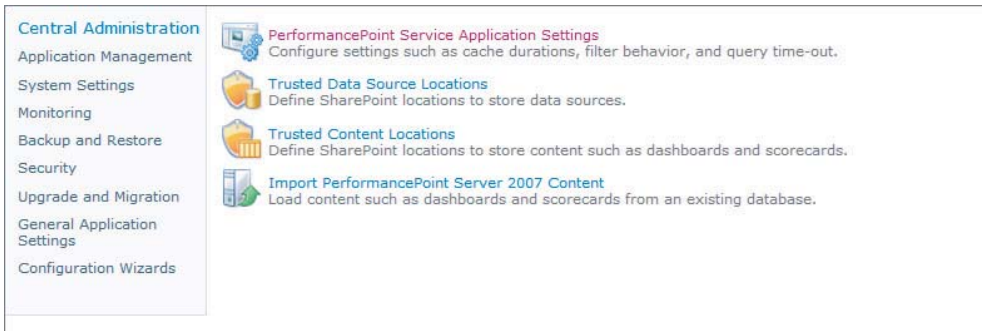 Central Administration
Application Management
System Settings
Monitoring
Backup and Restore
Security
Upgrade and Migration
General Application
Settings
Configuration Wizards
PerformancePoint Service Application Settings
Configure settings such as cache durations, filter behavior, and query time-out.
Trusted Data Source Locations
Define SharePoint locations to store data sources.
Trusted Content Locations
Define SharePoint locations to store content such as dashboards and scorecards.
Import PerformancePoint Server 2007 Content
Load content such as dashboards and scorecards from an existing database.